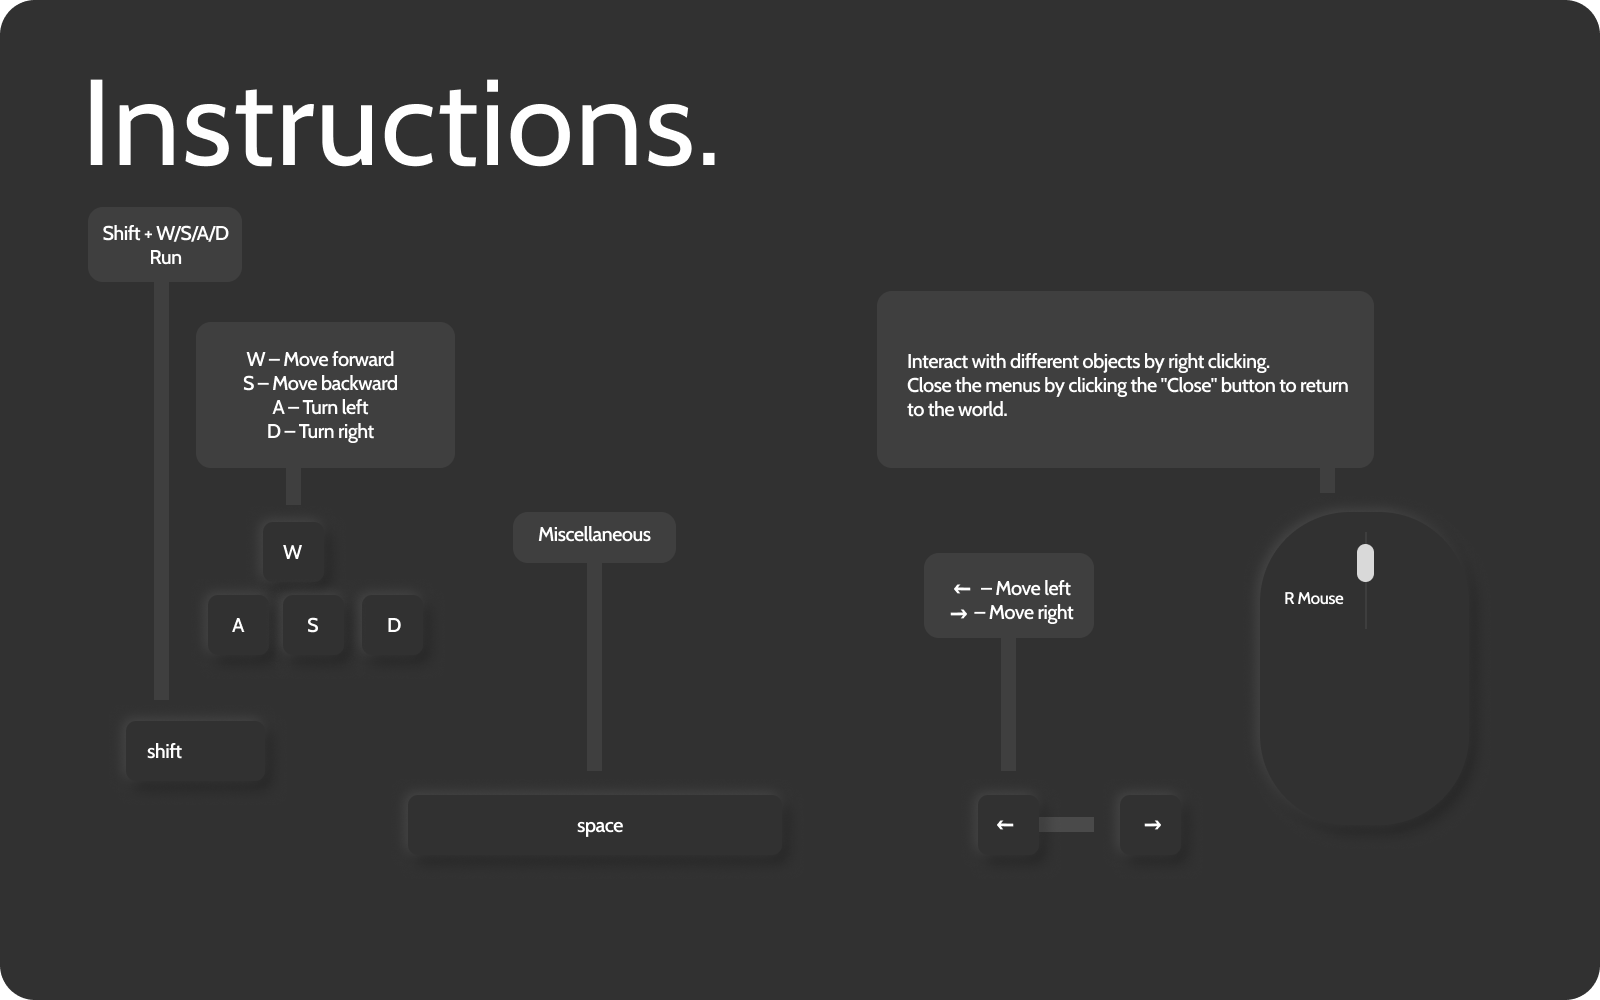 Instructions.
Shift + W/S/A/D
Run
W – Move forward
S – Move backward
A – Turn left
D – Turn right
Interact with different objects by right clicking.
Close the menus by clicking the "Close" button to return
to the world.
W
A S D
Miscellaneous
← – Move left
→ – Move right
R Mouse
shift
space
← →